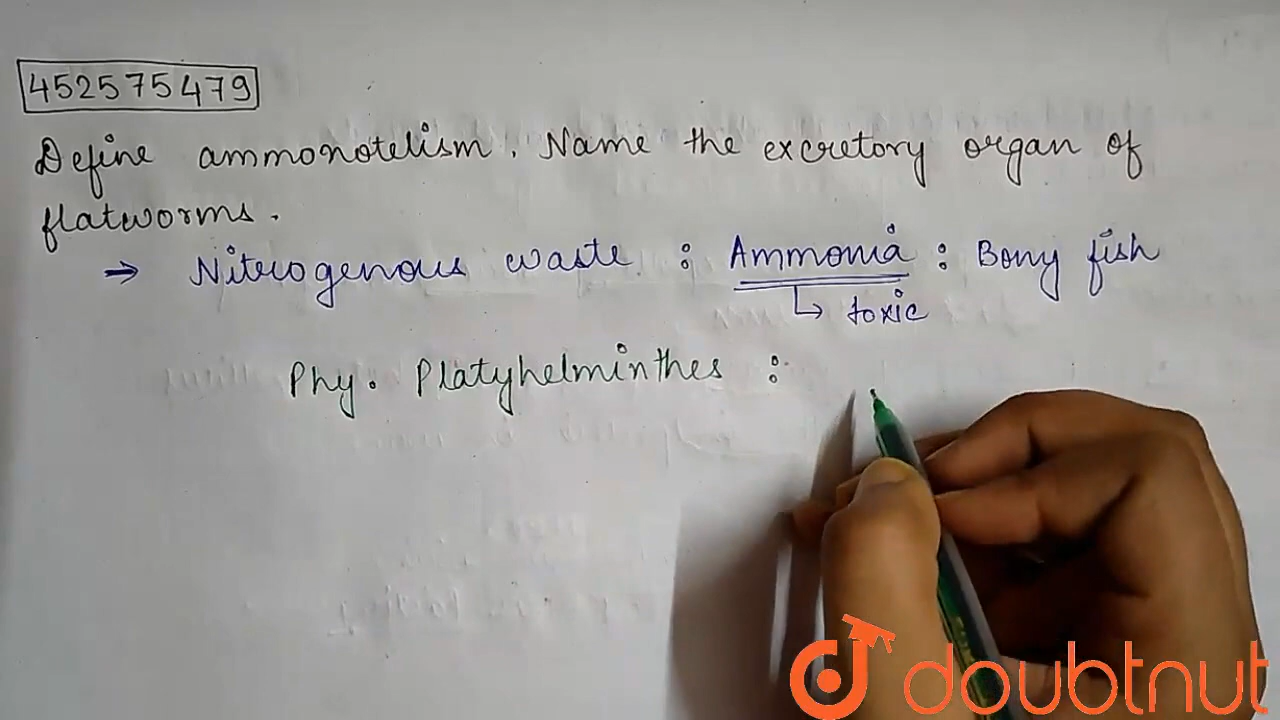 452575479
Define ammonotelism. Name the excretory organ of
flatworms.
→ Nitrogenous waste : Ammonia : Bony fish
↳ toxic
Phy. Platyhelminthes :
doubtnut